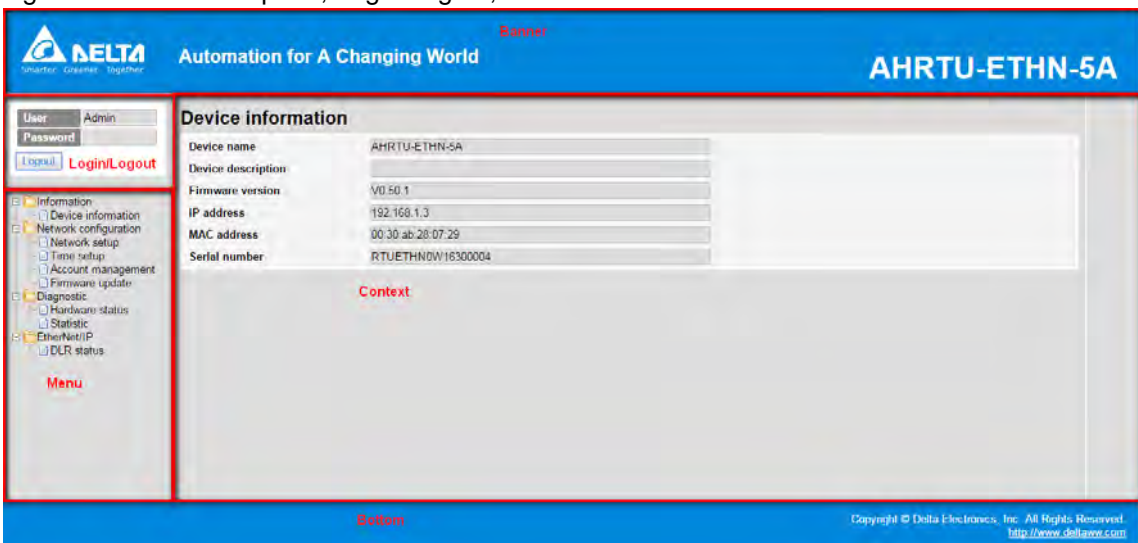 Banner
DELTA
Smarter. Greener. Together.
Automation for A Changing World
AHRTU-ETHN-5A
User Admin
Password
Logout Login/Logout
Information
Device information
Network configuration
Network setup
Time setup
Account management
Firmware update
Diagnostic
Hardware status
Statistic
EtherNet/IP
DLR status
Menu
Device information
Device name AHRTU-ETHN-5A
Device description
Firmware version V0.50.1
IP address 192.168.1.3
MAC address 00:30:ab:28:07:29
Serial number RTUETHN0W16300004
Context
Bottom
Copyright © Delta Electronics, Inc. All Rights Reserved.
http://www.deltaww.com